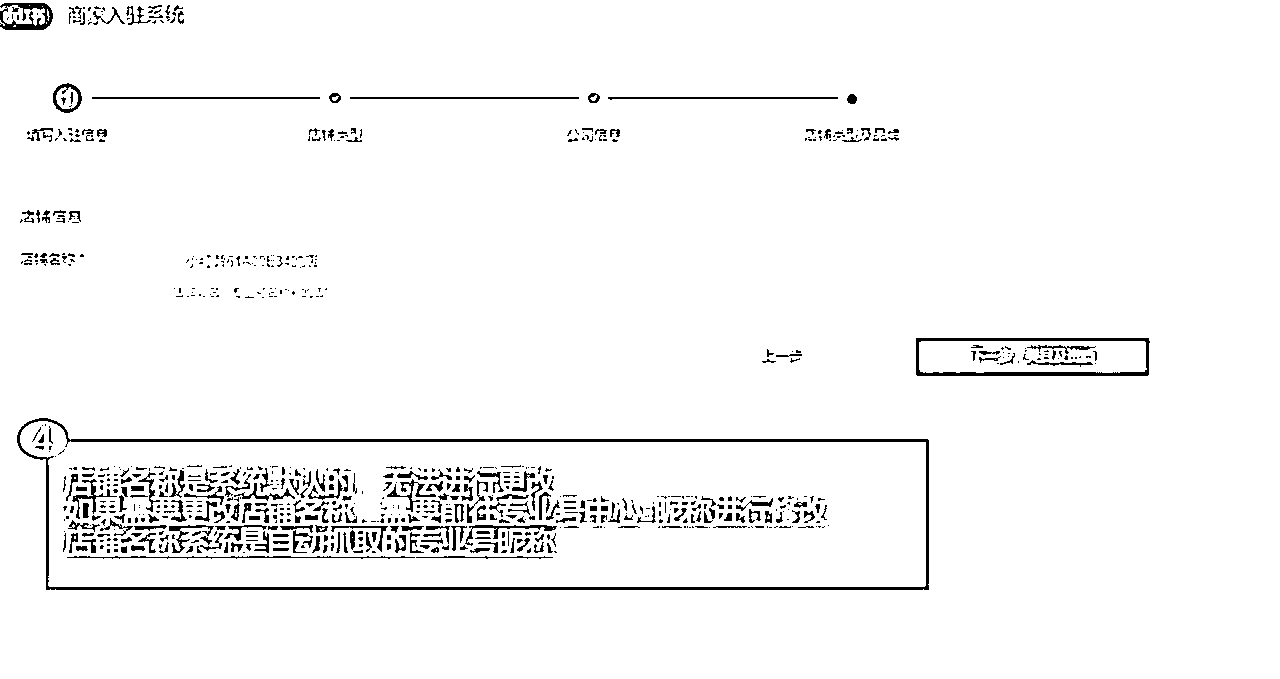 小红书 商家入驻系统
1
填写入驻信息 店铺类型 公司信息 店铺类型及品牌
店铺信息
店铺名称*
上一步 下一步
4
店铺名称是系统默认的，无法进行更改
如果需要更改店铺名称，需要前往专业号中心-昵称进行修改
店铺名称系统是自动抓取的专业号昵称